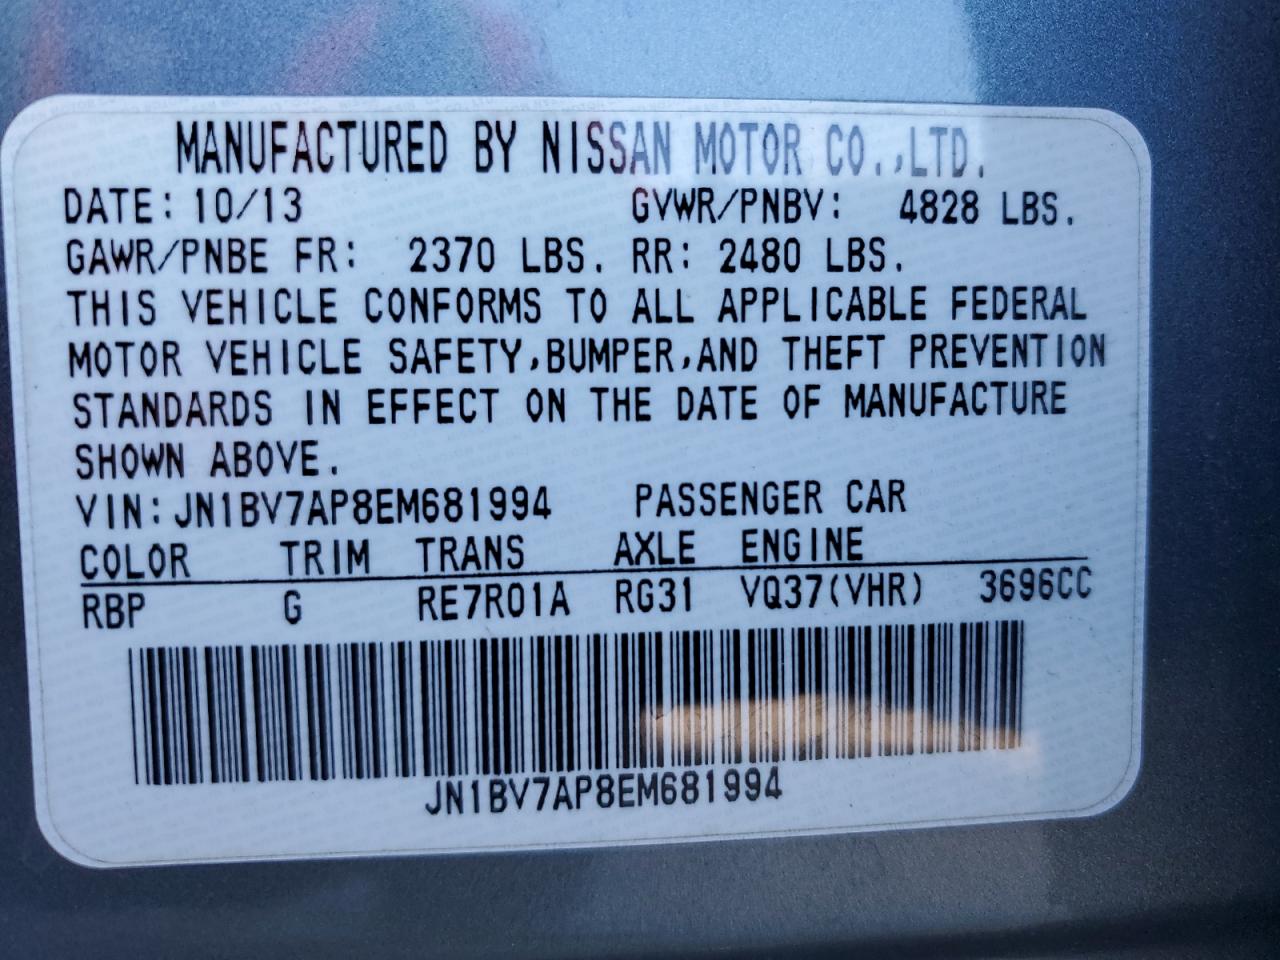 MANUFACTURED BY NISSAN MOTOR CO.,LTD.
DATE: 10/13 GVWR/PNBV: 4828 LBS.
GAWR/PNBE FR: 2370 LBS. RR: 2480 LBS.
THIS VEHICLE CONFORMS TO ALL APPLICABLE FEDERAL
MOTOR VEHICLE SAFETY,BUMPER,AND THEFT PREVENTION
STANDARDS IN EFFECT ON THE DATE OF MANUFACTURE
SHOWN ABOVE.
VIN:JN1BV7AP8EM681994 PASSENGER CAR
COLOR TRIM TRANS AXLE ENGINE
RBP G RE7R01A RG31 VQ37(VHR) 3696CC
JN1BV7AP8EM681994